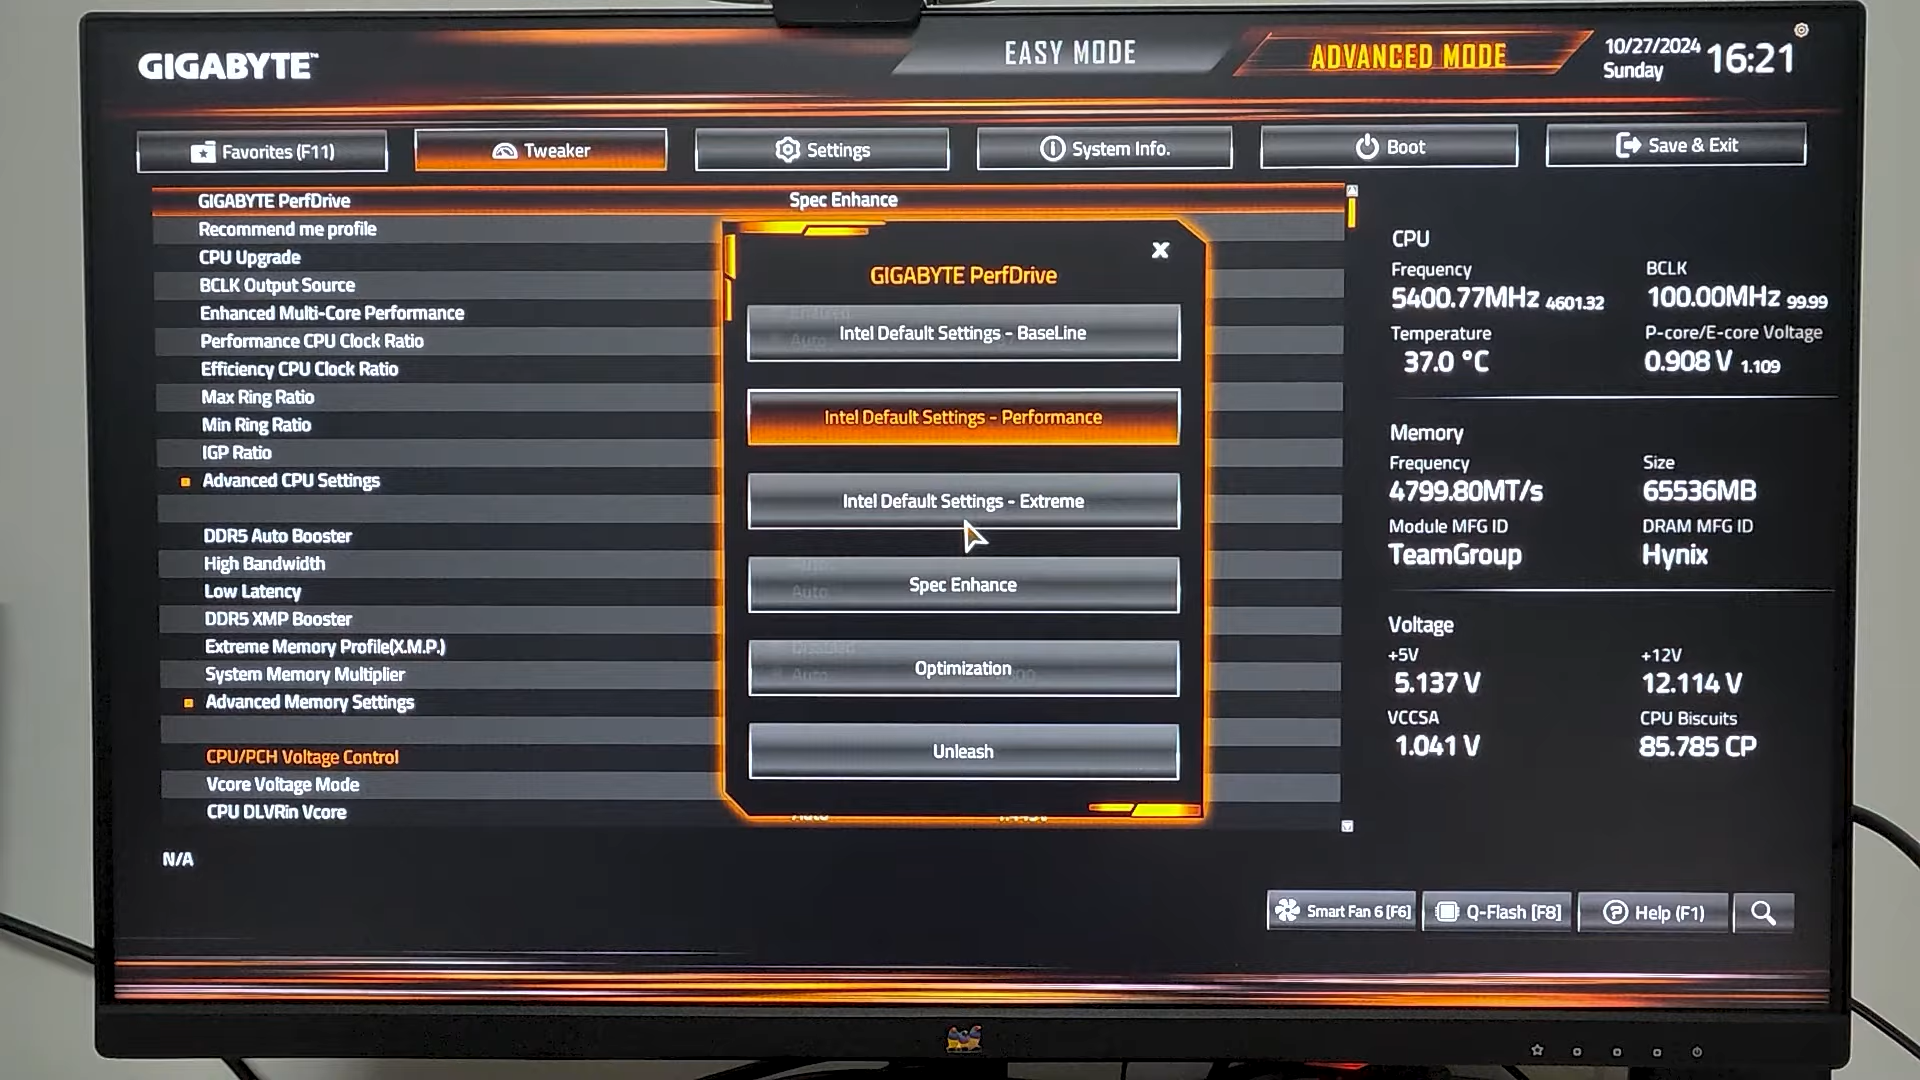 GIGABYTE™
EASY MODE
ADVANCED MODE
10/27/2024
Sunday
16:21
Favorites (F11)
Tweaker
Settings
System Info.
Boot
Save & Exit
GIGABYTE PerfDrive
Spec Enhance
Recommend me profile
CPU Upgrade
BCLK Output Source
Enhanced Multi-Core Performance
Performance CPU Clock Ratio
Efficiency CPU Clock Ratio
Max Ring Ratio
Min Ring Ratio
IGP Ratio
Advanced CPU Settings
DDR5 Auto Booster
High Bandwidth
Low Latency
DDR5 XMP Booster
Extreme Memory Profile(X.M.P.)
System Memory Multiplier
Advanced Memory Settings
CPU/PCH Voltage Control
Vcore Voltage Mode
CPU DLVRin Vcore
GIGABYTE PerfDrive
Intel Default Settings - BaseLine
Intel Default Settings - Performance
Intel Default Settings - Extreme
Spec Enhance
Optimization
Unleash
CPU
Frequency BCLK
5400.77MHz 4601.32 100.00MHz 99.99
Temperature P-core/E-core Voltage
37.0 °C 0.908 V 1.109
Memory
Frequency Size
4799.80MT/s 65536MB
Module MFG ID DRAM MFG ID
TeamGroup Hynix
Voltage
+5V +12V
5.137 V 12.114 V
VCCSA CPU Biscuits
1.041 V 85.785 CP
N/A
Smart Fan 6 [F6]
Q-Flash [F8]
Help (F1)